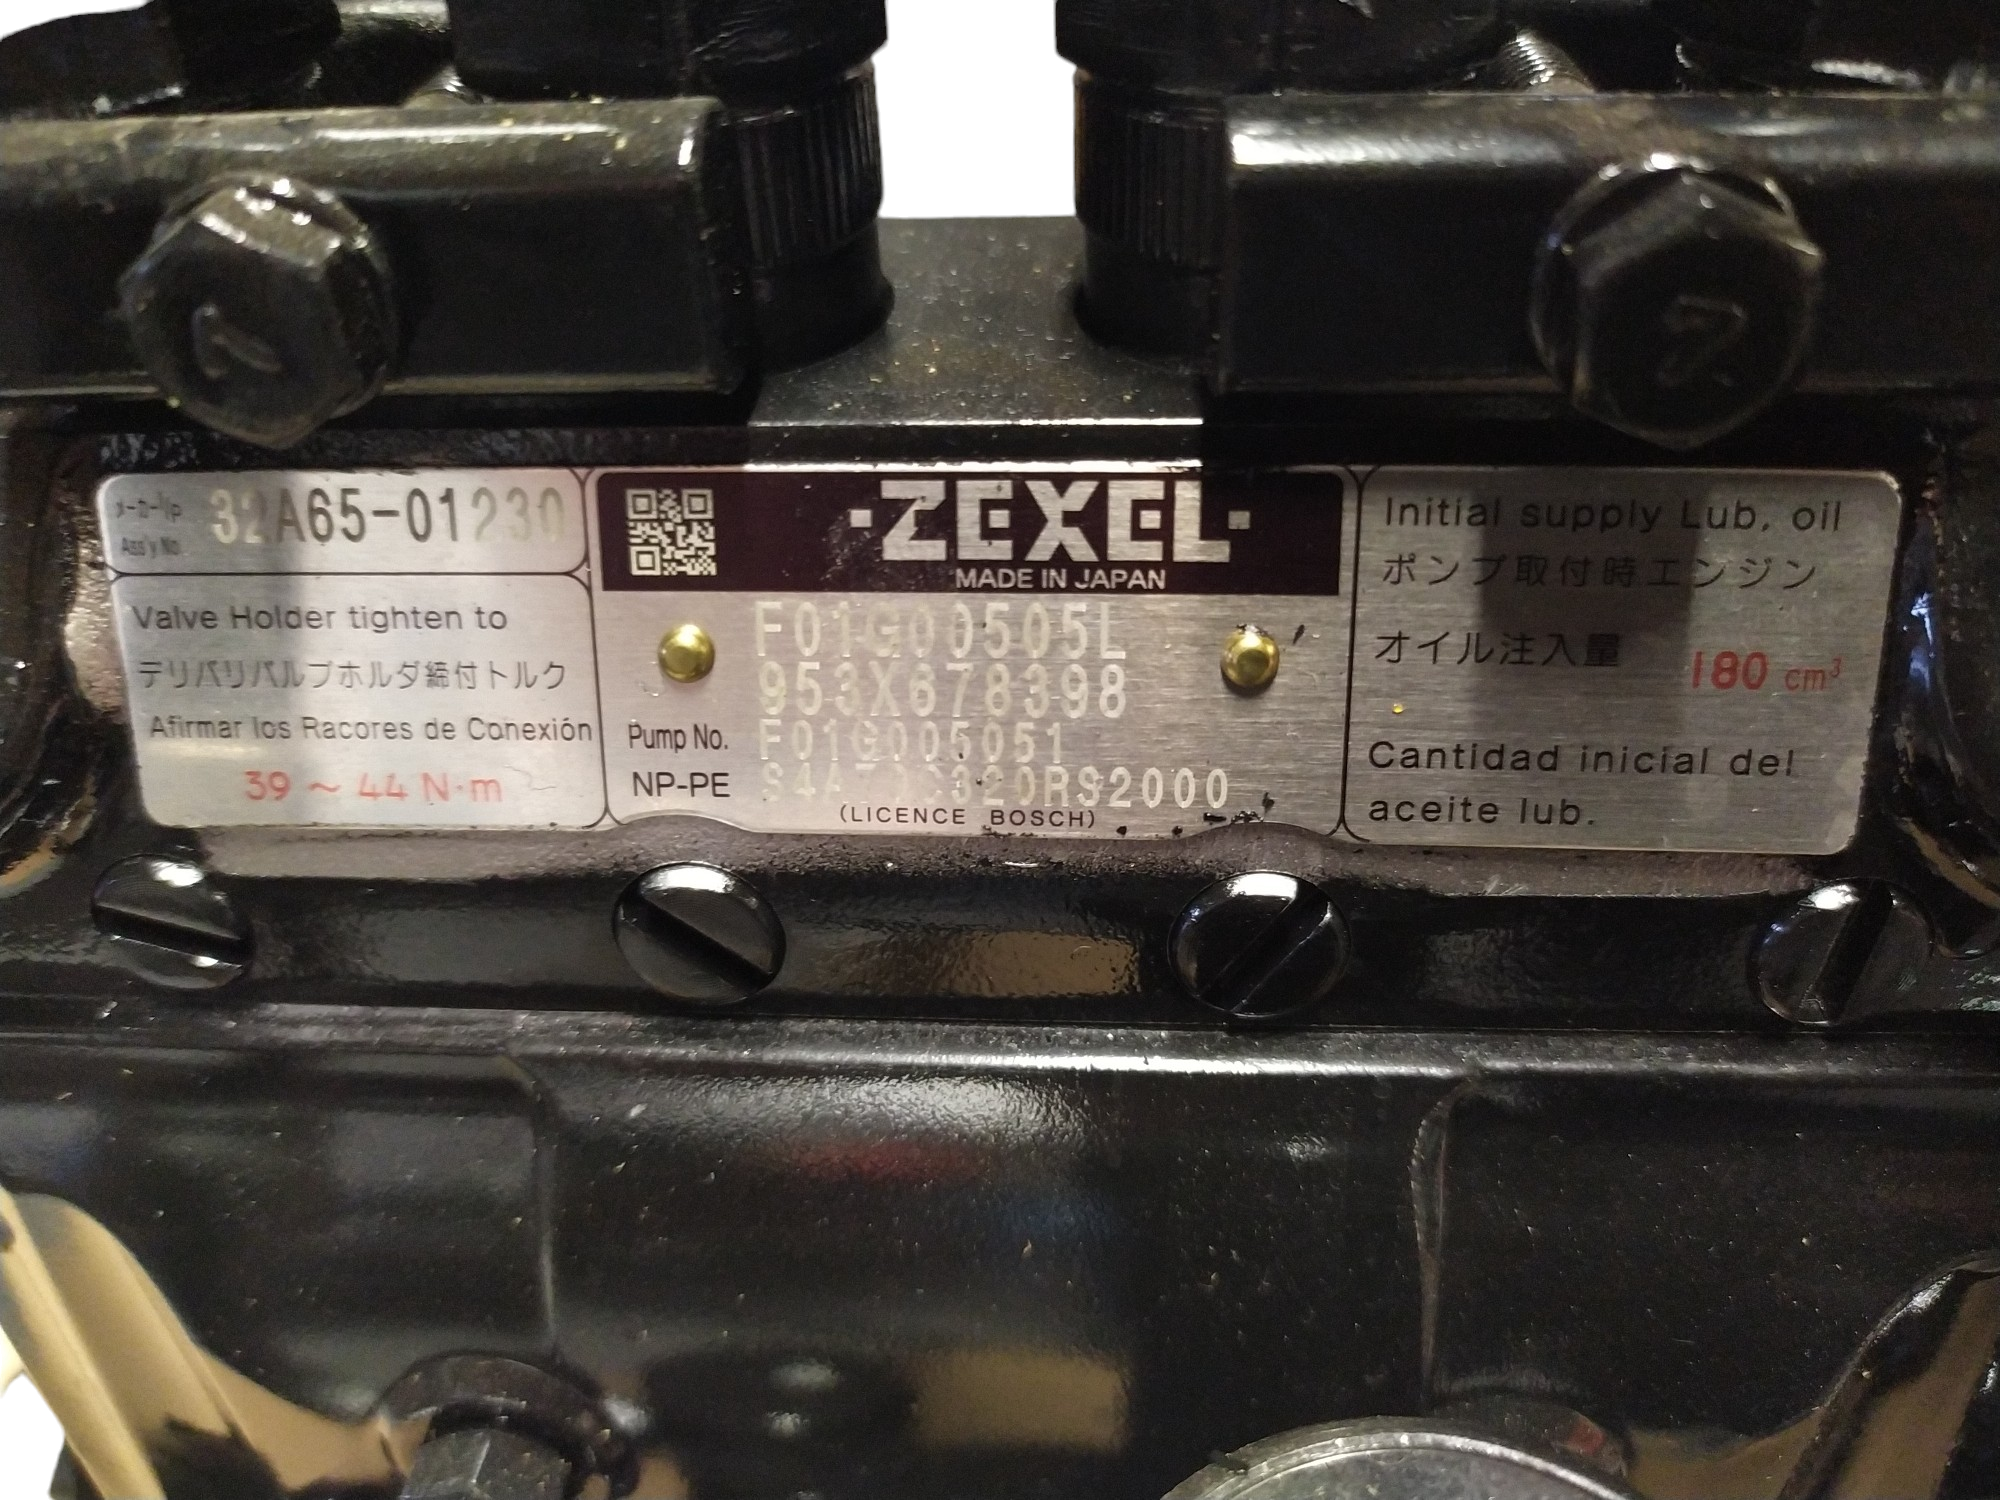 メーカーP
Ass'y No.
32A65-01230
Valve Holder tighten to
デリバリバルブホルダ締付トルク
Afirmar los Racores de Conexión
39 ~ 44 N·m
·ZEXEL·
MADE IN JAPAN
F01G00505L
953X678398
Pump No. F01G005051
NP-PE
(LICENCE BOSCH)
Initial supply Lub, oil
ポンプ取付時エンジン
オイル注入量 180 cm³
Cantidad inicial del
aceite lub.
7